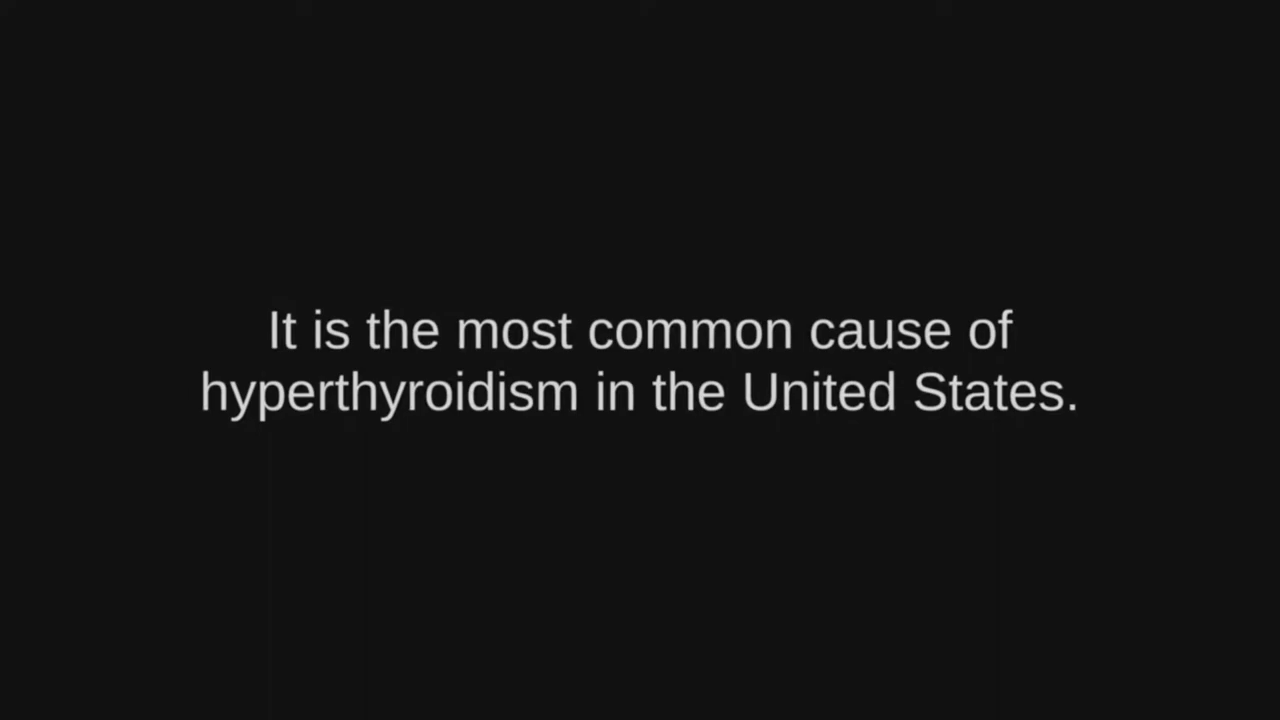 It is the most common cause of
hyperthyroidism in the United States.